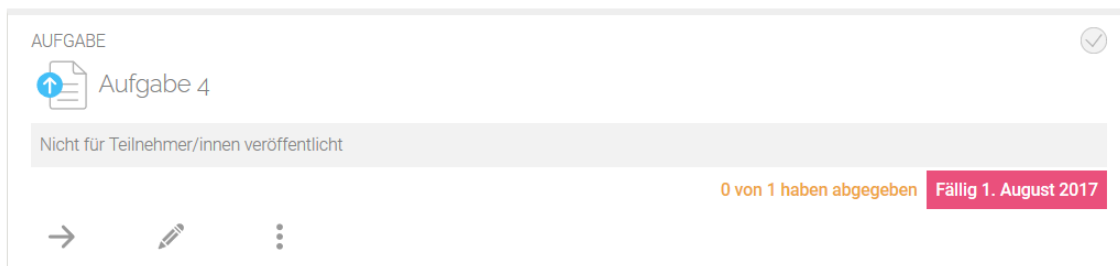 AUFGABE
Aufgabe 4
Nicht für Teilnehmer/innen veröffentlicht
0 von 1 haben abgegeben Fällig 1. August 2017